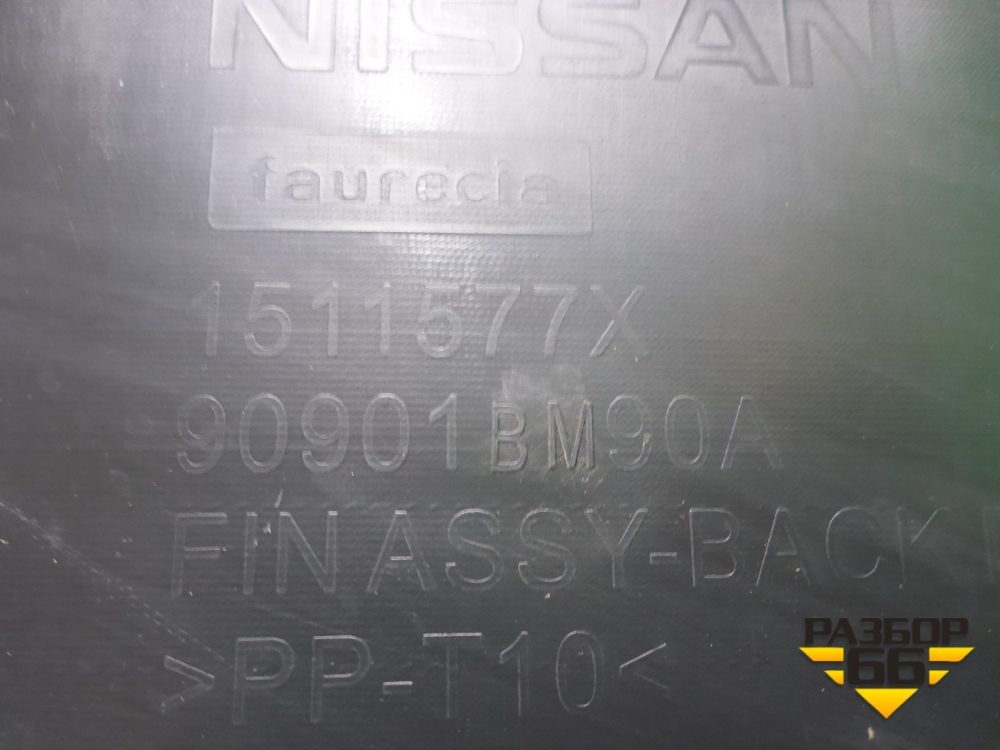 NISSAN
faurecia
1511577X
90901BM90A
FIN ASSY-BACK
>PP-T10<
РАЗБОР
66